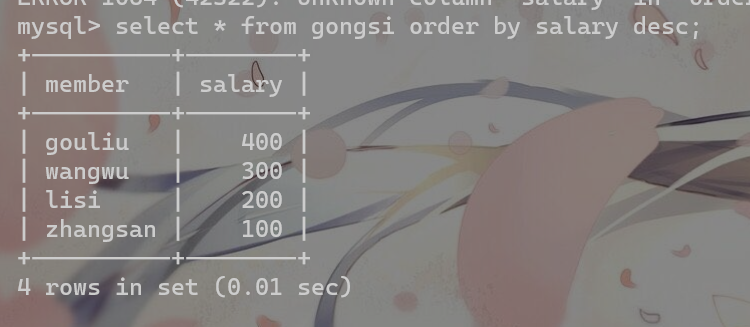 ERROR 1064 (42S22): Unknown column 'salary' in 'order
mysql> select * from gongsi order by salary desc;
+----------+--------+
| member   | salary |
+----------+--------+
| gouliu   |    400 |
| wangwu   |    300 |
| lisi     |    200 |
| zhangsan |    100 |
+----------+--------+
4 rows in set (0.01 sec)